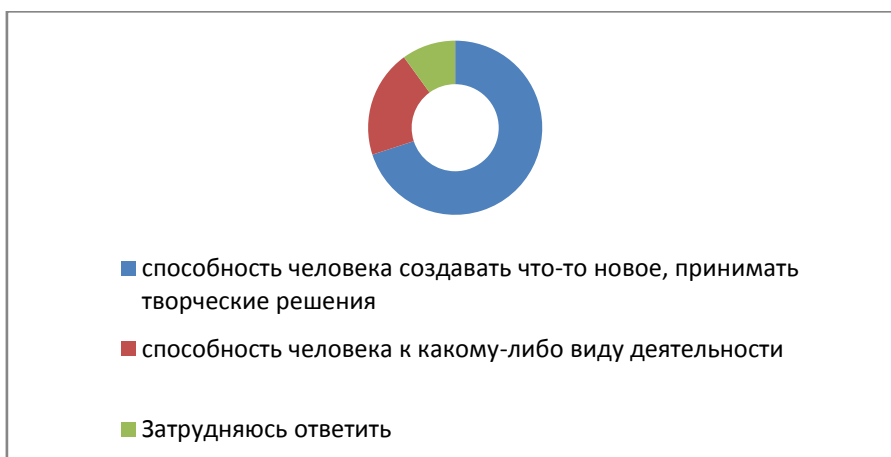 способность человека создавать что-то новое, принимать
творческие решения
способность человека к какому-либо виду деятельности
Затрудняюсь ответить